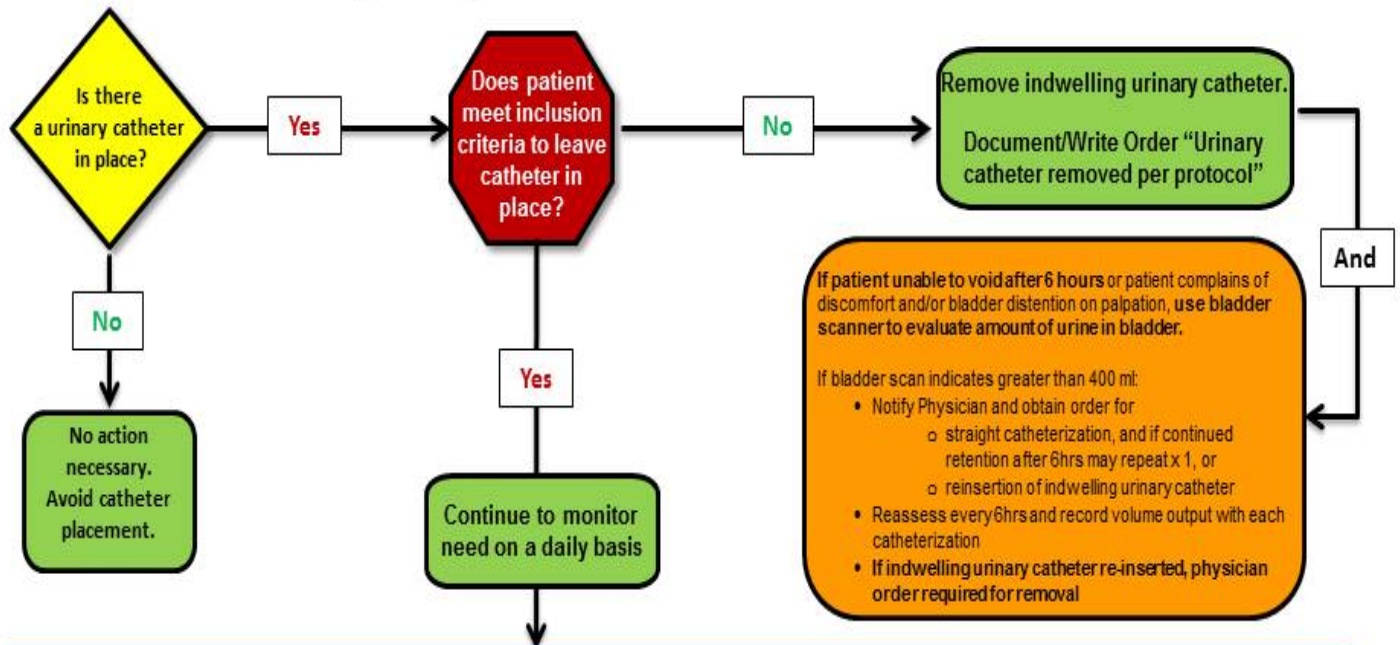 Is there
a urinary catheter
in place?
Yes
Does patient
meet inclusion
criteria to leave
catheter in
place?
No
Remove indwelling urinary catheter.
Document/Write Order “Urinary
catheter removed per protocol”
And
If patient unable to void after 6 hours or patient complains of
discomfort and/or bladder distention on palpation, use bladder
scanner to evaluate amount of urine in bladder.
If bladder scan indicates greater than 400 ml:
• Notify Physician and obtain order for
o straight catheterization, and if continued
retention after 6hrs may repeat x 1, or
o reinsertion of indwelling urinary catheter
• Reassess every 6hrs and record volume output with each
catheterization
• If indwelling urinary catheter re-inserted, physician
order required for removal
No
No action
necessary.
Avoid catheter
placement.
Yes
Continue to monitor
need on a daily basis